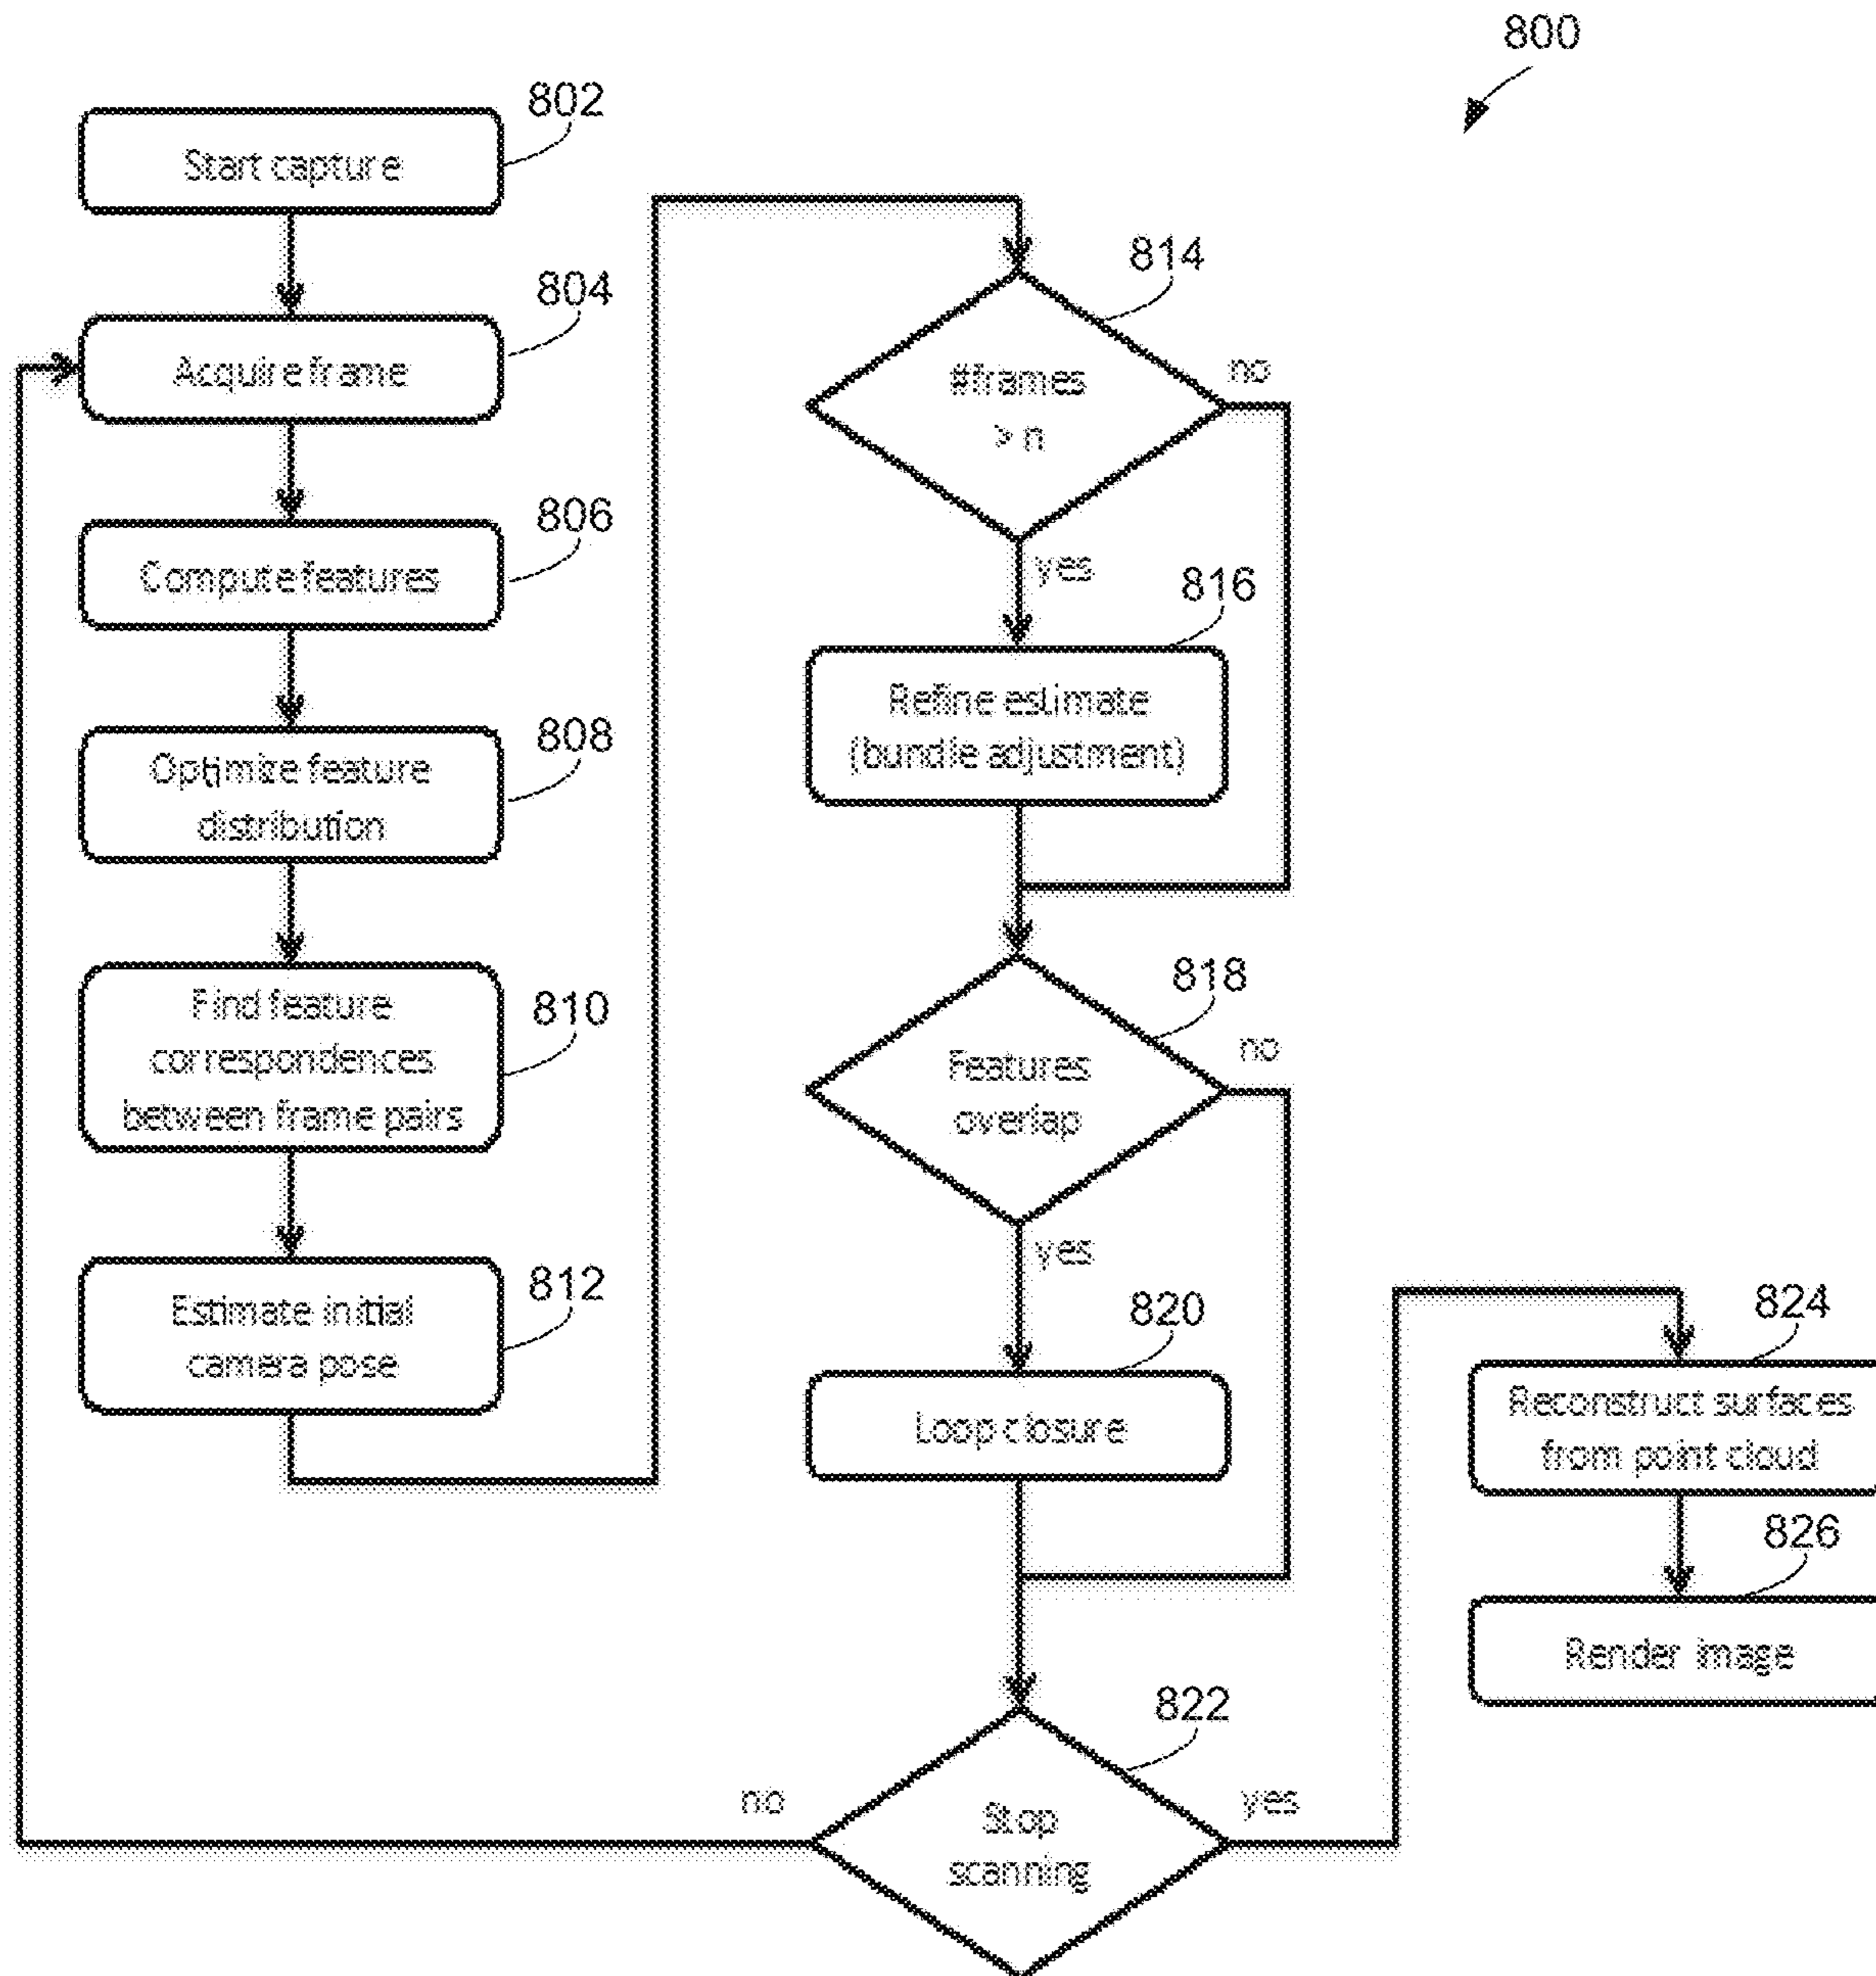 800
802
Start capture
804
Acquire frame
806
Compute features
808
Optimize feature
distribution
810
Find feature
correspondences
between frame pairs
812
Estimate initial
camera pose
814
#frames
> n
no
yes
816
Refine estimate
(bundle adjustment)
818
Features
overlap
no
yes
820
Loop closure
822
Stop
scanning
no
yes
824
Reconstruct surfaces
from point cloud
826
Render image